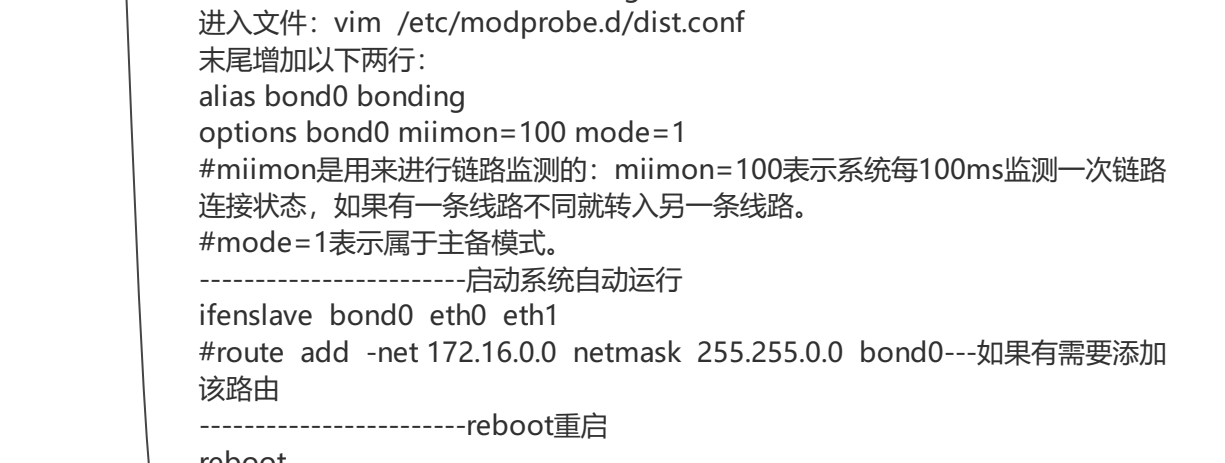 进入文件：vim  /etc/modprobe.d/dist.conf
末尾增加以下两行：
alias bond0 bonding
options bond0 miimon=100 mode=1
#miimon是用来进行链路监测的：miimon=100表示系统每100ms监测一次链路
连接状态，如果有一条线路不同就转入另一条线路。
#mode=1表示属于主备模式。
------------------------启动系统自动运行
ifenslave  bond0  eth0  eth1
#route  add  -net 172.16.0.0  netmask  255.255.0.0  bond0---如果有需要添加
该路由
------------------------reboot重启
reboot